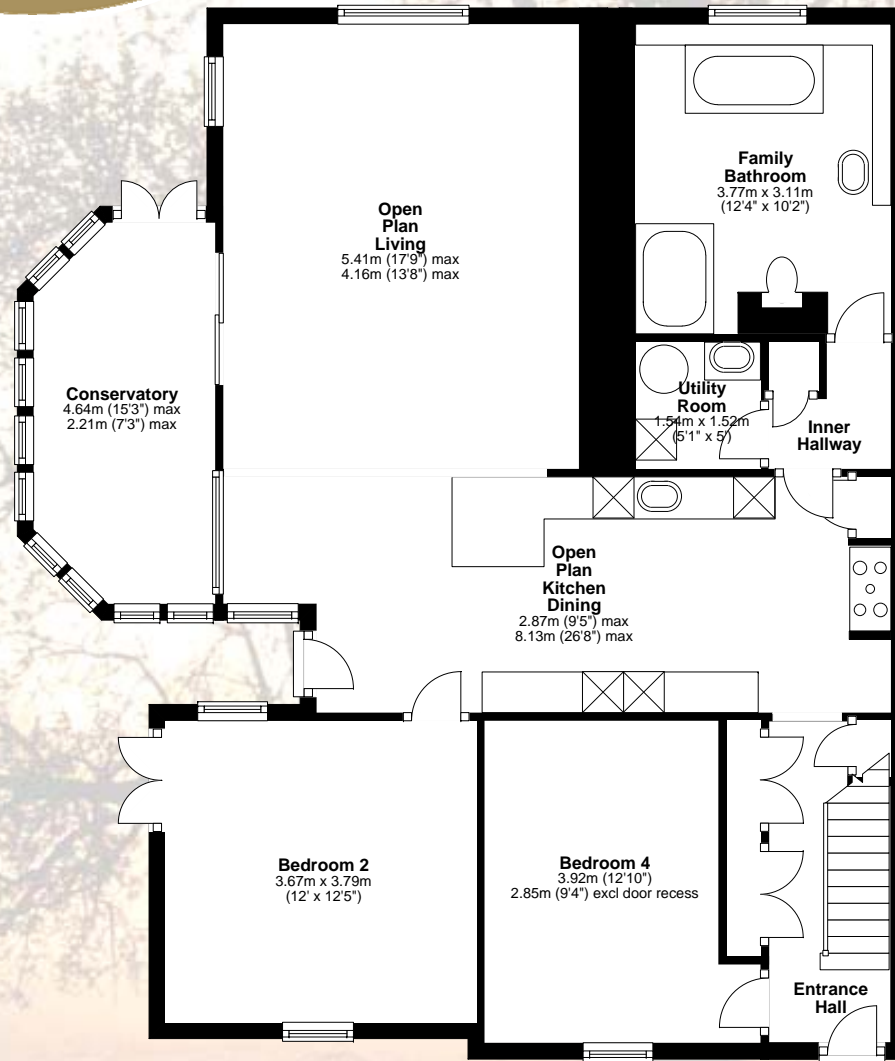 Family
Bathroom
3.77m x 3.11m
(12'4" x 10'2")
Open
Plan
Living
5.41m (17'9") max
4.16m (13'8") max
Conservatory
4.64m (15'3") max
2.21m (7'3") max
Utility
Room
1.54m x 1.52m
(5'1" x 5')
Inner
Hallway
Open
Plan
Kitchen
Dining
2.87m (9'5") max
8.13m (26'8") max
Bedroom 2
3.67m x 3.79m
(12' x 12'5")
Bedroom 4
3.92m (12'10")
2.85m (9'4") excl door recess
Entrance
Hall